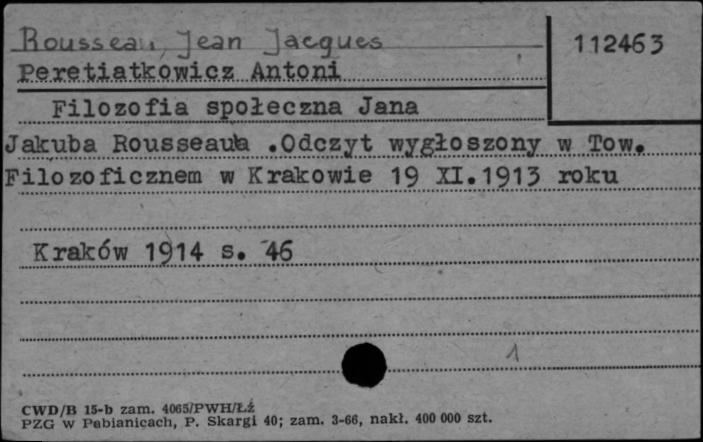 Rousseau, Jean Jacques
112463
Peretiatkowicz Antoni
Filozofia społeczna Jana
Jakuba Rousseau'a .Odczyt wygłoszony w Tow.
Filozoficznem w Krakowie 19 XI.1913 roku
Kraków 1914 s. 46
1
CWD/B 15-b zam. 4065/PWH/Łź
PZG w Pabianicach, P. Skargi 40; zam. 3-66, nakł. 400 000 szt.